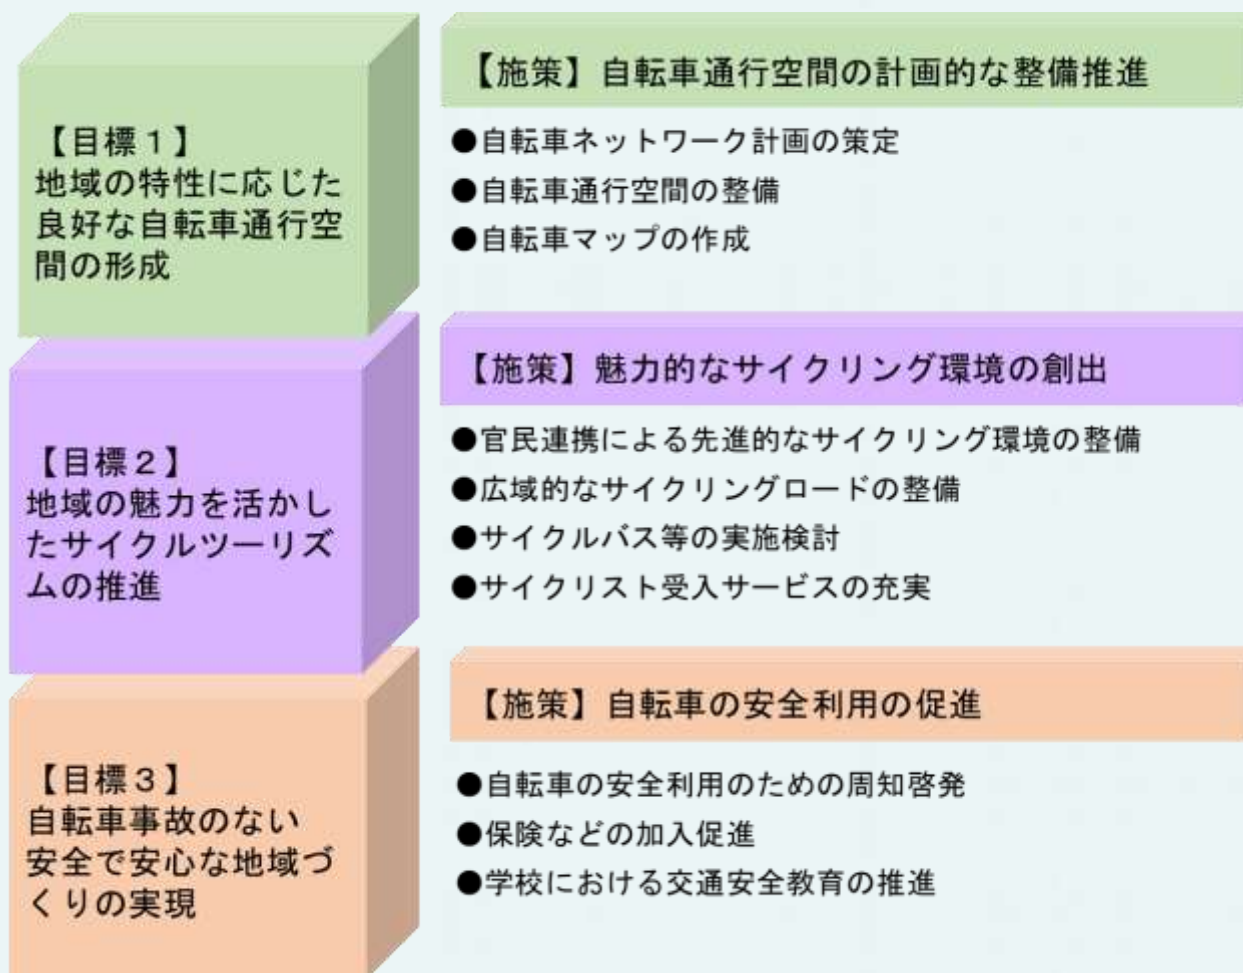 【目標１】
地域の特性に応じた
良好な自転車通行空
間の形成
【施策】自転車通行空間の計画的な整備推進
●自転車ネットワーク計画の策定
●自転車通行空間の整備
●自転車マップの作成
【目標２】
地域の魅力を活かし
たサイクルツーリズ
ムの推進
【施策】魅力的なサイクリング環境の創出
●官民連携による先進的なサイクリング環境の整備
●広域的なサイクリングロードの整備
●サイクルバス等の実施検討
●サイクリスト受入サービスの充実
【目標３】
自転車事故のない
安全で安心な地域づ
くりの実現
【施策】自転車の安全利用の促進
●自転車の安全利用のための周知啓発
●保険などの加入促進
●学校における交通安全教育の推進